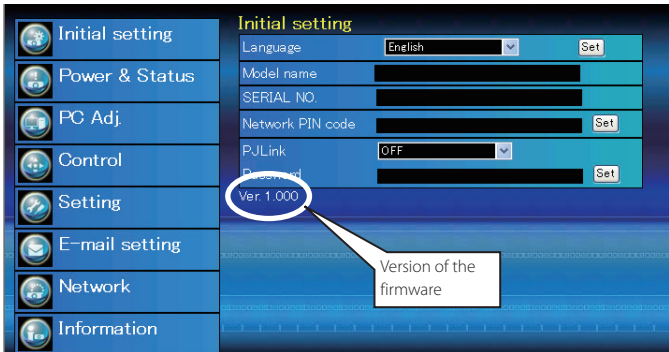 Initial setting
Power & Status
PC Adj.
Control
Setting
E-mail setting
Network
Information
Initial setting
Language English Set
Model name
SERIAL NO.
Network PIN code Set
PJLink OFF
Password Set
Ver. 1.000
Version of the
firmware